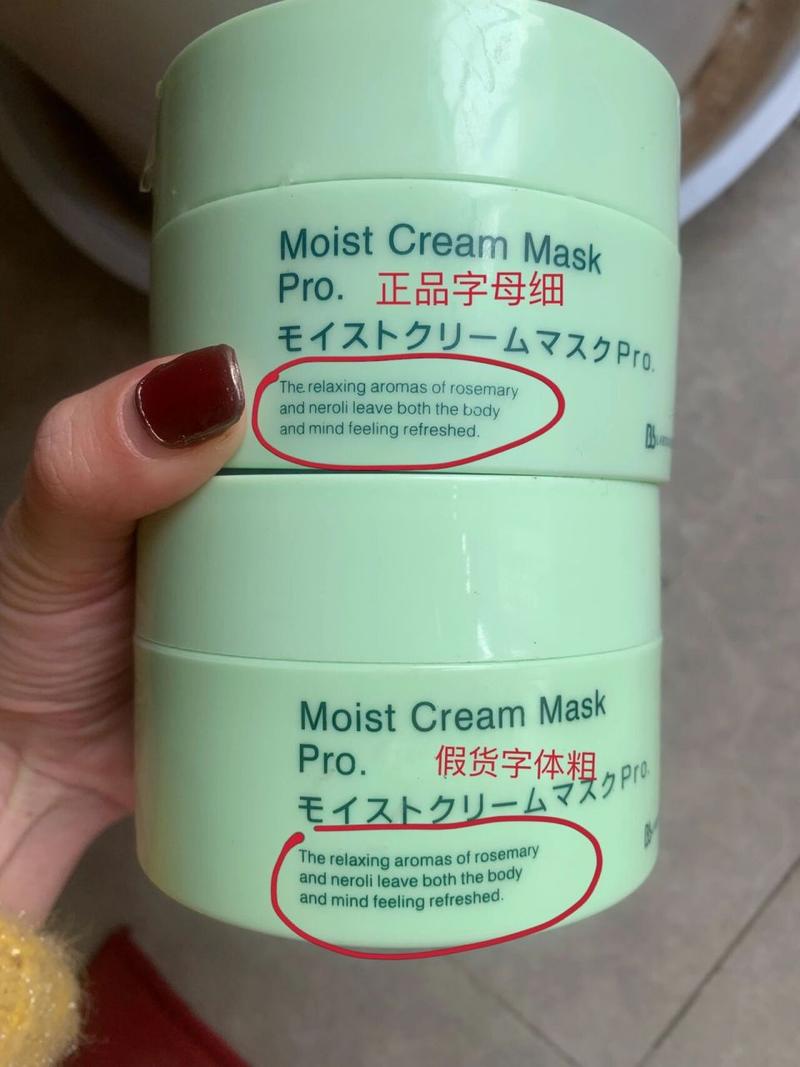 Moist Cream Mask
Pro.
正品字母细
モイストクリームマスクPro.
The relaxing aromas of rosemary
and neroli leave both the body
and mind feeling refreshed.
Bb
Moist Cream Mask
Pro.
假货字体粗
モイストクリームマスクPro.
The relaxing aromas of rosemary
and neroli leave both the body
and mind feeling refreshed.